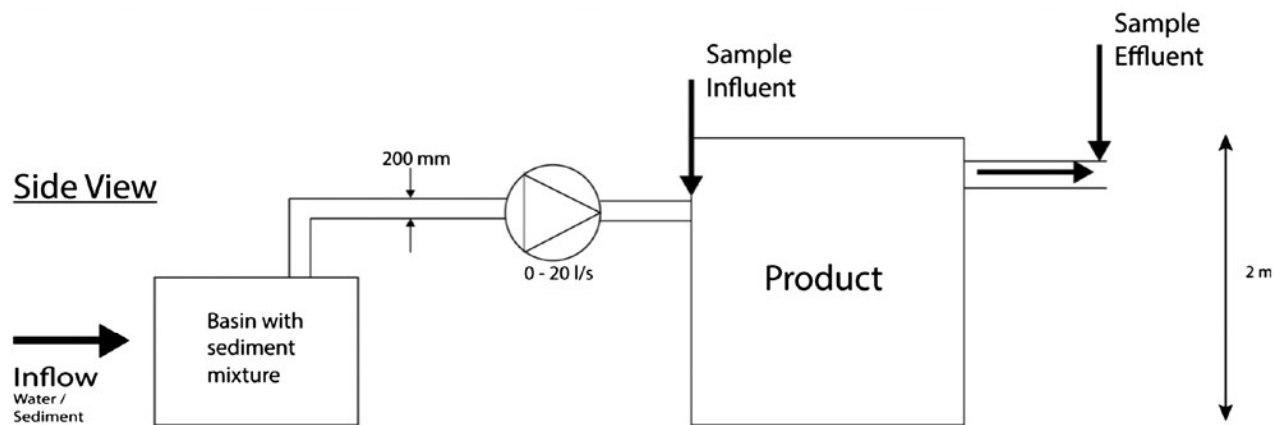 Sample
Effluent
Sample
Influent
200 mm
Side View
0 - 20 l/s
Product
2 m
Basin with
sediment
mixture
Inflow
Water /
Sediment